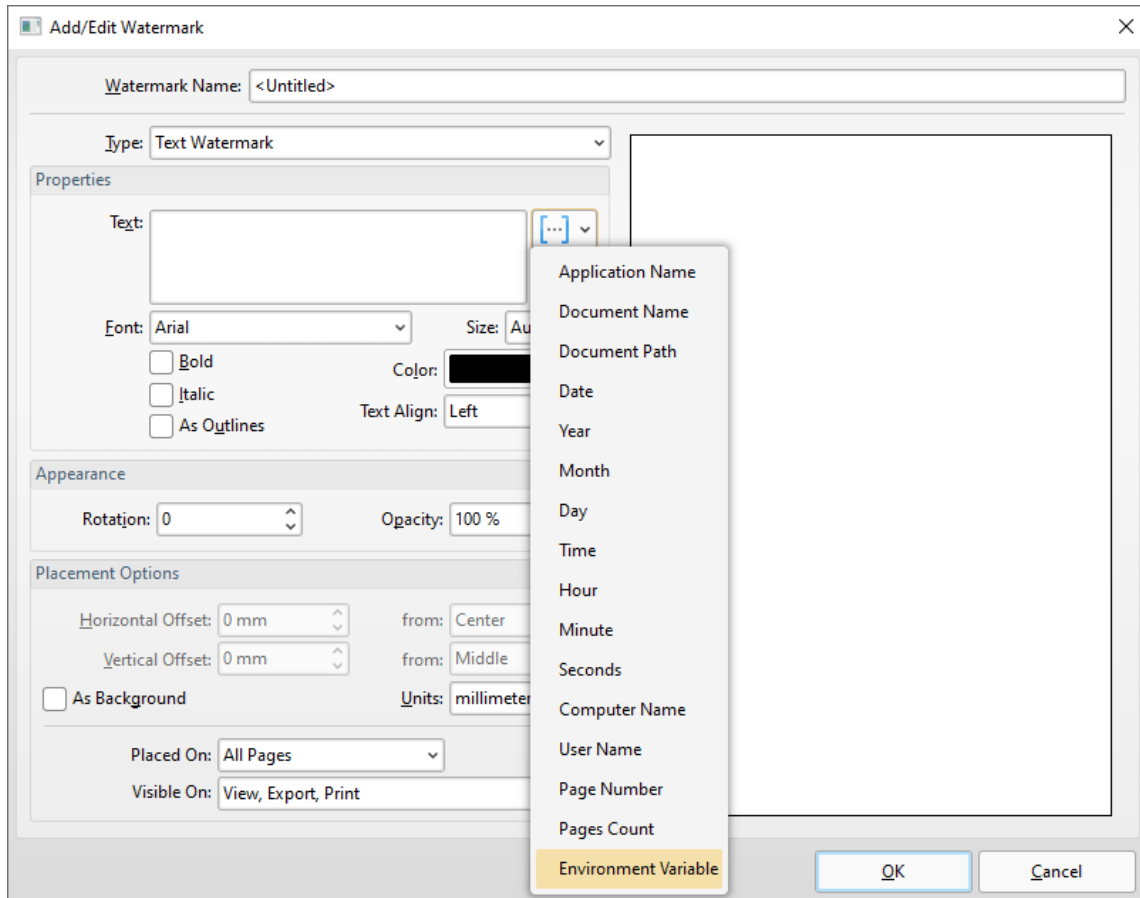 Add/Edit Watermark
Watermark Name: <Untitled>
Type: Text Watermark
Properties
Text:
Font: Arial
Size: Au
Bold
Color:
Italic
Text Align: Left
As Outlines
Appearance
Rotation: 0
Opacity: 100 %
Placement Options
Horizontal Offset: 0 mm
from: Center
Vertical Offset: 0 mm
from: Middle
As Background
Units: millimeter
Placed On: All Pages
Visible On: View, Export, Print
Application Name
Document Name
Document Path
Date
Year
Month
Day
Time
Hour
Minute
Seconds
Computer Name
User Name
Page Number
Pages Count
Environment Variable
OK
Cancel